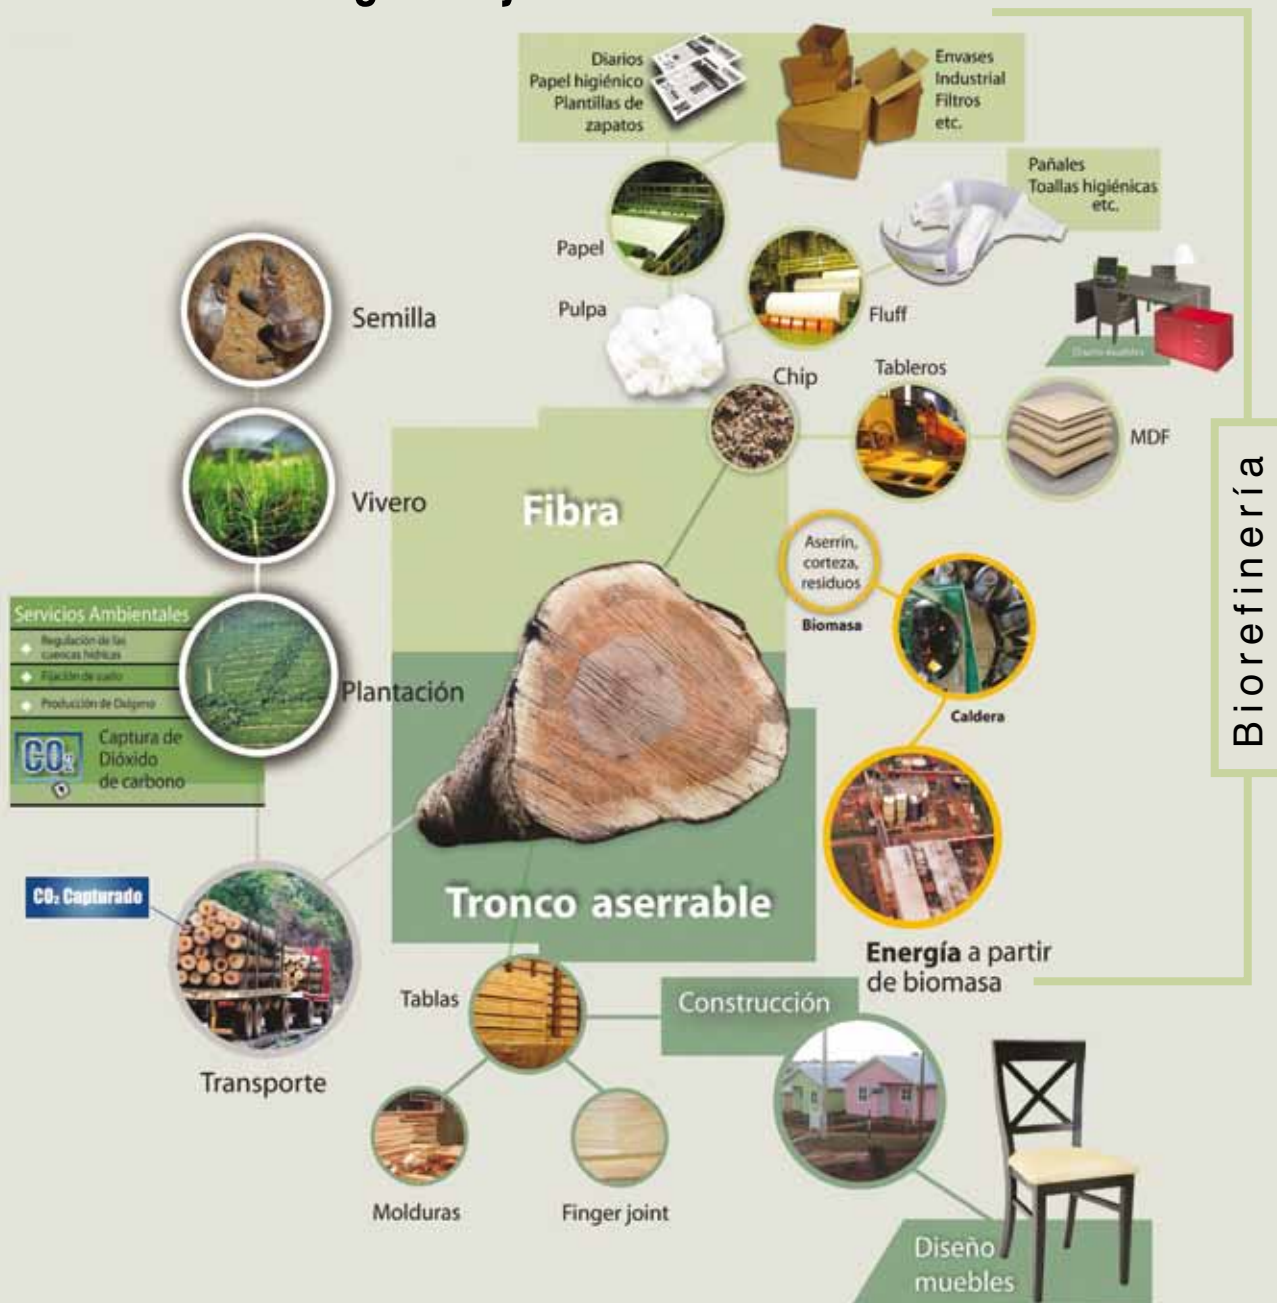 Diarios
Papel higiénico
Plantillas de
zapatos
Envases
Industrial
Filtros
etc.
Pañales
Toallas higiénicas
etc.
Papel
Pulpa
Fluff
Semilla
Diseño muebles
Chip
Tableros
MDF
Vivero
Fibra
Aserrín,
corteza,
residuos
Biomasa
Biorefinería
Servicios Ambientales
Regulación de las
cuencas hídricas
Fijación de suelo
Producción de Oxígeno
Plantación
Caldera
CO2
Captura de
Dióxido
de carbono
CO₂ Capturado
Tronco aserrable
Energía a partir
de biomasa
Tablas
Construcción
Transporte
Molduras
Finger joint
Diseño
muebles